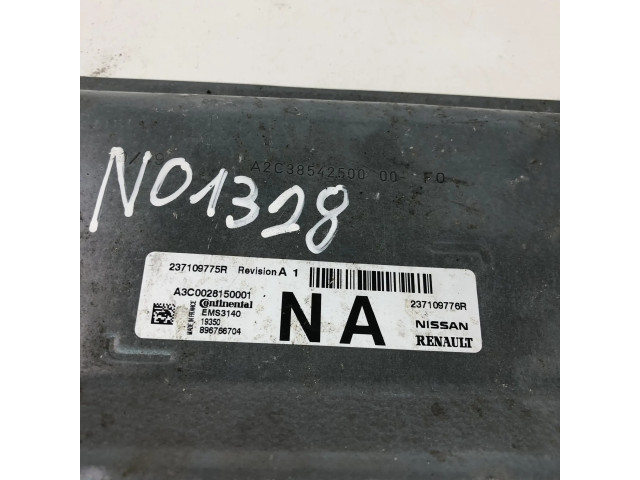 A2C38542500 00 F0
N01328
237109775R Revision A 1
A3C0028150001
237109776R
MADE IN FRANCE
Continental
EMS3140
19350
896766704
NA
NISSAN
RENAULT